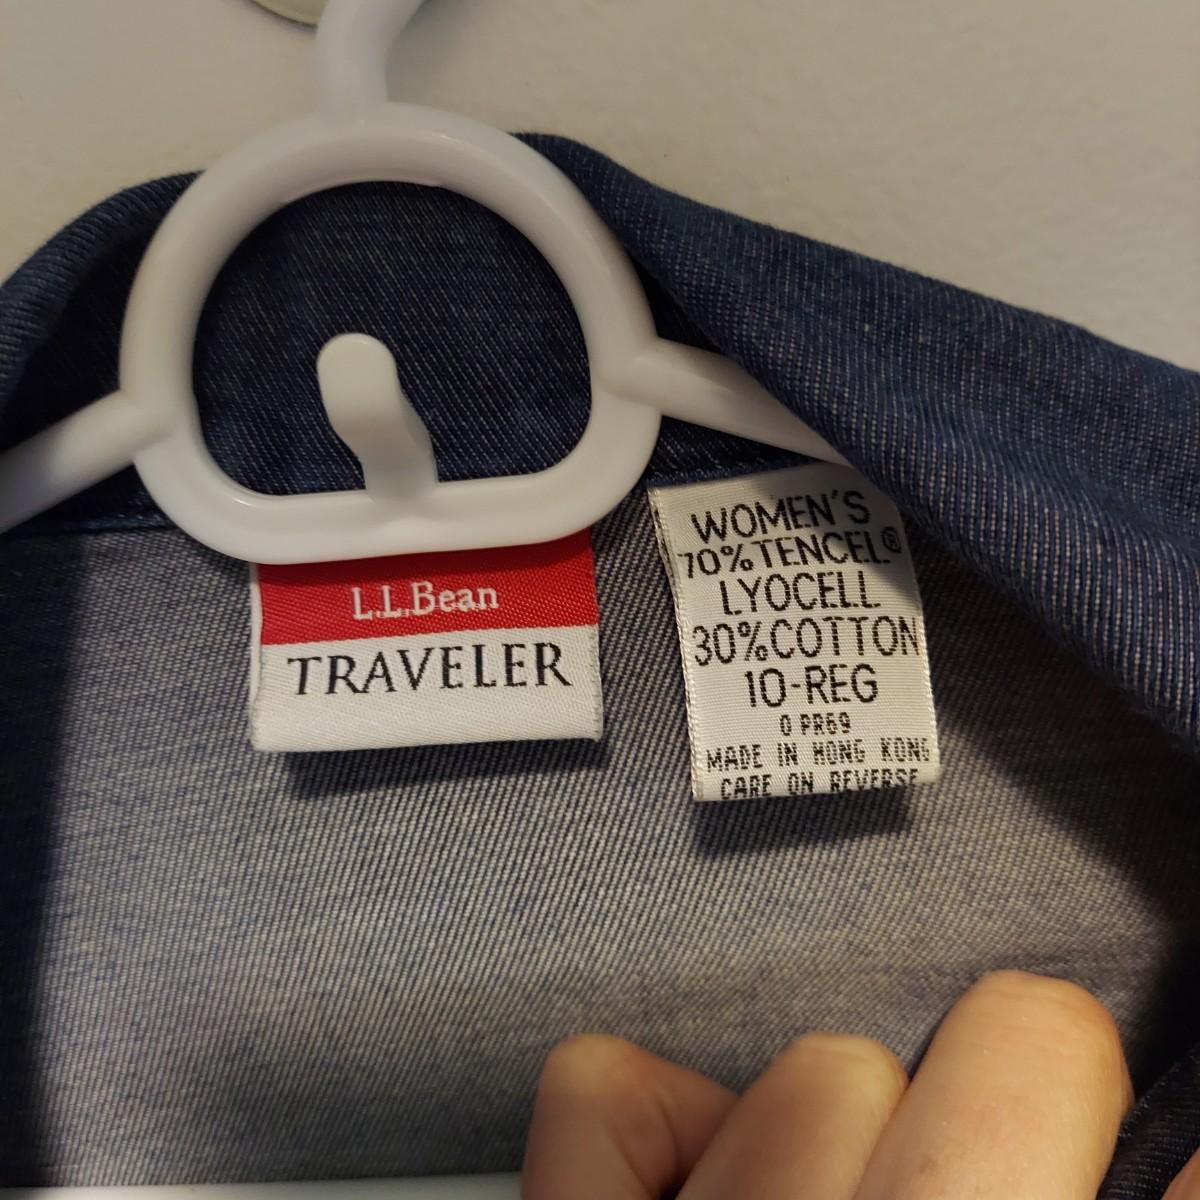 L.L.Bean
TRAVELER
WOMEN'S
70%TENCEL®
LYOCELL
30%COTTON
10-REG
0 PR69
MADE IN HONG KONG
CARE ON REVERSE